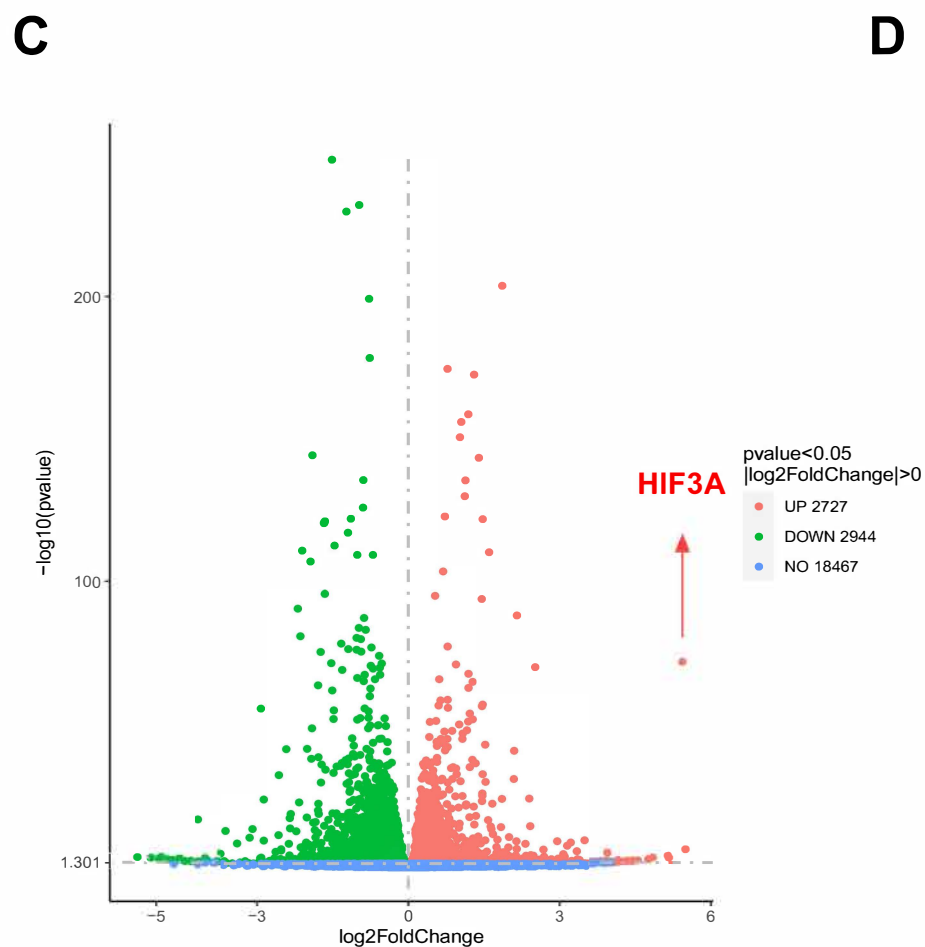 C
D
200
100
1.301
−log10(pvalue)
−5
−3
0
3
6
log2FoldChange
HIF3A
pvalue<0.05
|log2FoldChange|>0
UP 2727
DOWN 2944
NO 18467